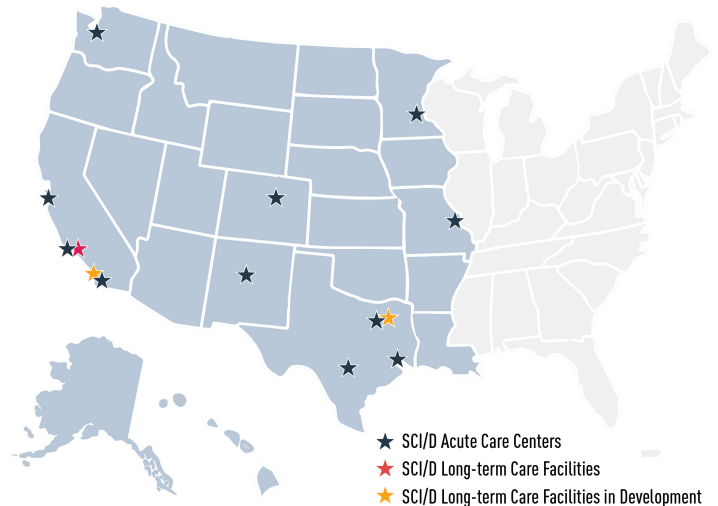 SCI/D Acute Care Centers
SCI/D Long-term Care Facilities
SCI/D Long-term Care Facilities in Development